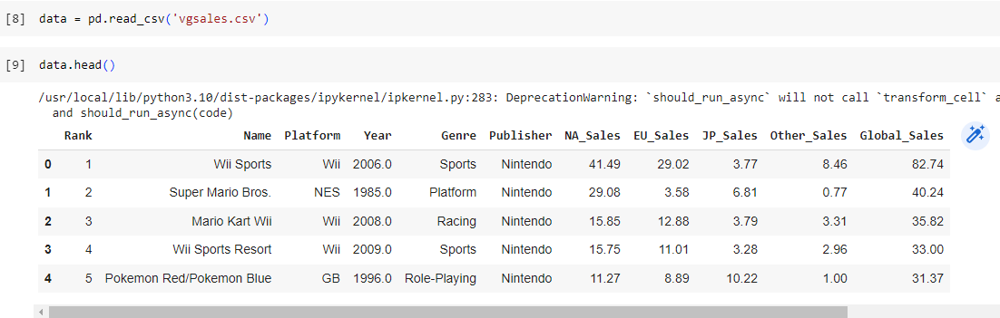 [8] data = pd.read_csv('vgsales.csv')
[9] data.head()
/usr/local/lib/python3.10/dist-packages/ipykernel/ipkernel.py:283: DeprecationWarning: `should_run_async` will not call `transform_cell` a
and should_run_async(code)
Rank Name Platform Year Genre Publisher NA_Sales EU_Sales JP_Sales Other_Sales Global_Sales
0 1 Wii Sports Wii 2006.0 Sports Nintendo 41.49 29.02 3.77 8.46 82.74
1 2 Super Mario Bros. NES 1985.0 Platform Nintendo 29.08 3.58 6.81 0.77 40.24
2 3 Mario Kart Wii Wii 2008.0 Racing Nintendo 15.85 12.88 3.79 3.31 35.82
3 4 Wii Sports Resort Wii 2009.0 Sports Nintendo 15.75 11.01 3.28 2.96 33.00
4 5 Pokemon Red/Pokemon Blue GB 1996.0 Role-Playing Nintendo 11.27 8.89 10.22 1.00 31.37